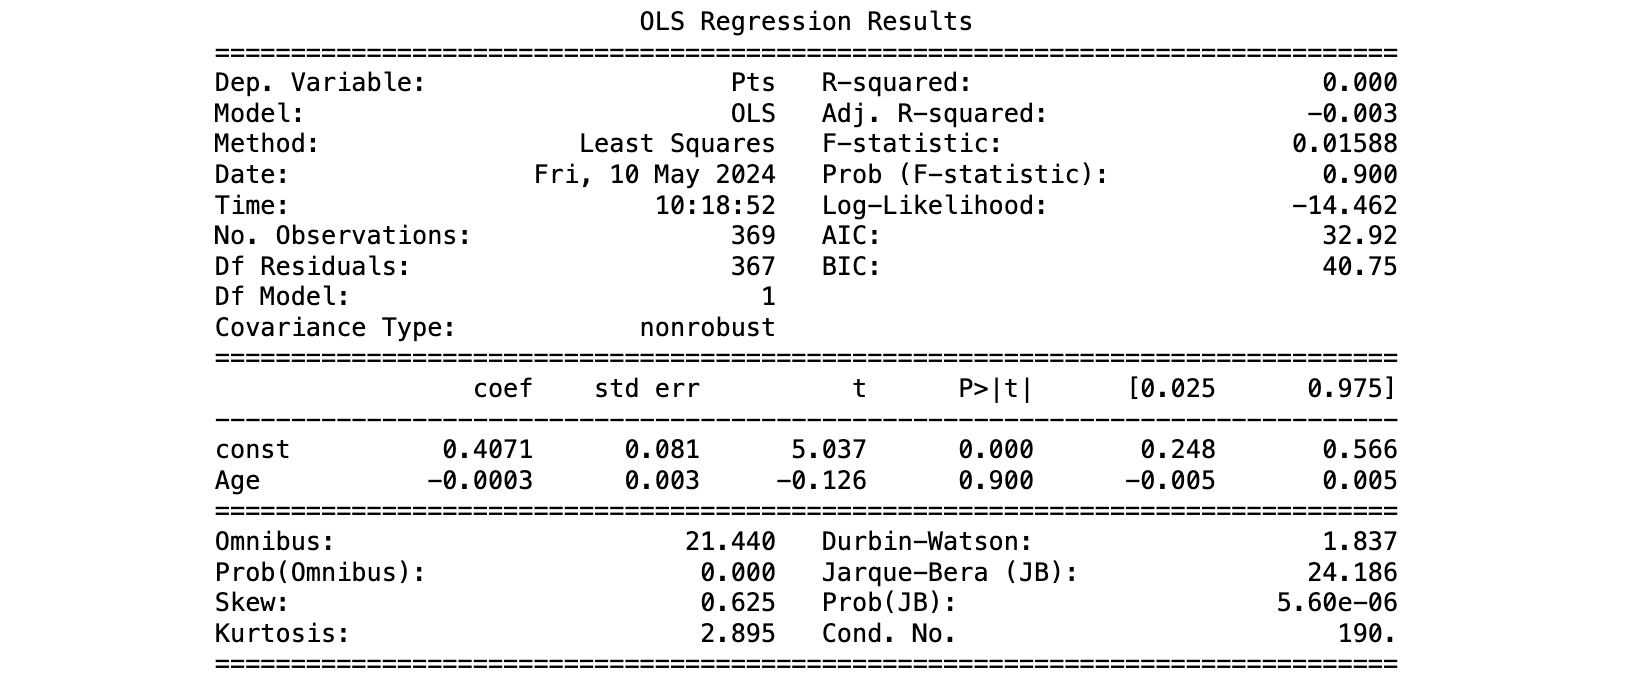 OLS Regression Results
==============================================================================
Dep. Variable:                    Pts   R-squared:                       0.000
Model:                            OLS   Adj. R-squared:                 -0.003
Method:                 Least Squares   F-statistic:                   0.01588
Date:                Fri, 10 May 2024   Prob (F-statistic):              0.900
Time:                        10:18:52   Log-Likelihood:                -14.462
No. Observations:                 369   AIC:                             32.92
Df Residuals:                     367   BIC:                             40.75
Df Model:                           1
Covariance Type:            nonrobust
==============================================================================
                 coef    std err          t      P>|t|      [0.025      0.975]
------------------------------------------------------------------------------
const          0.4071      0.081      5.037      0.000       0.248       0.566
Age           -0.0003      0.003     -0.126      0.900      -0.005       0.005
==============================================================================
Omnibus:                       21.440   Durbin-Watson:                   1.837
Prob(Omnibus):                  0.000   Jarque-Bera (JB):               24.186
Skew:                           0.625   Prob(JB):                     5.60e-06
Kurtosis:                       2.895   Cond. No.                         190.
==============================================================================